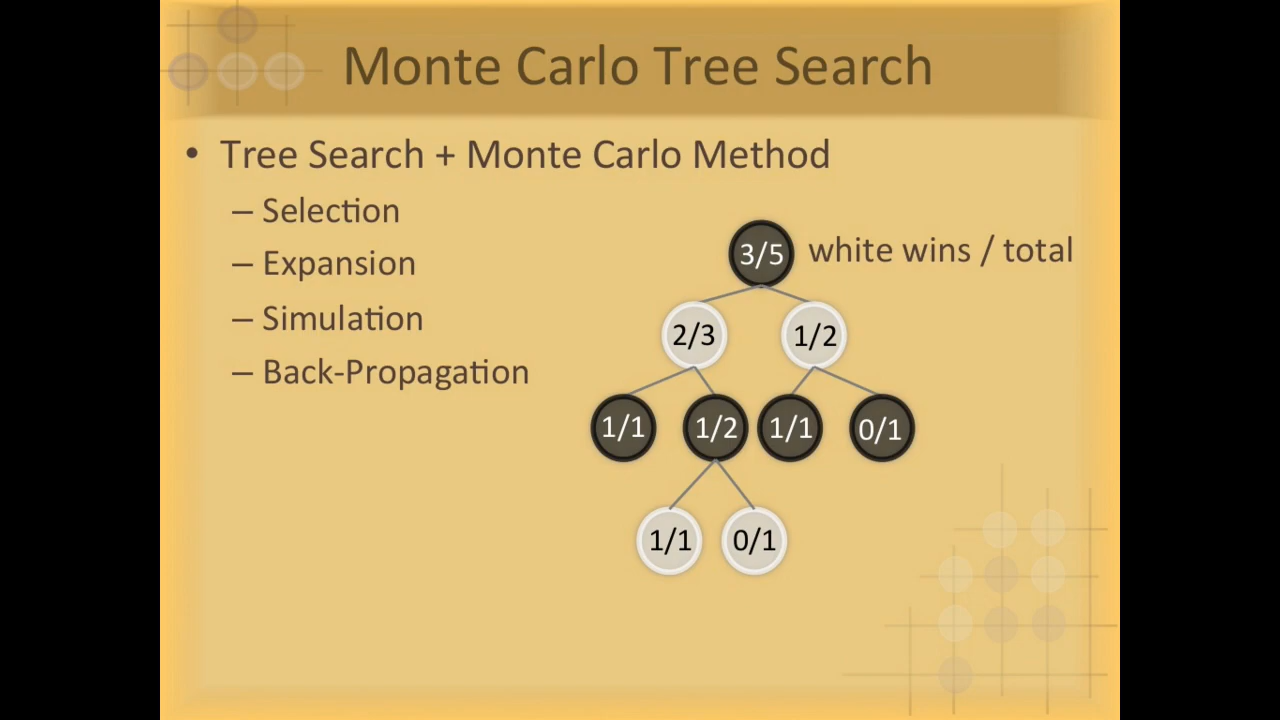 Monte Carlo Tree Search
• Tree Search + Monte Carlo Method
– Selection
– Expansion
– Simulation
– Back-Propagation
3/5 white wins / total
2/3 1/2
1/1 1/2 1/1 0/1
1/1 0/1